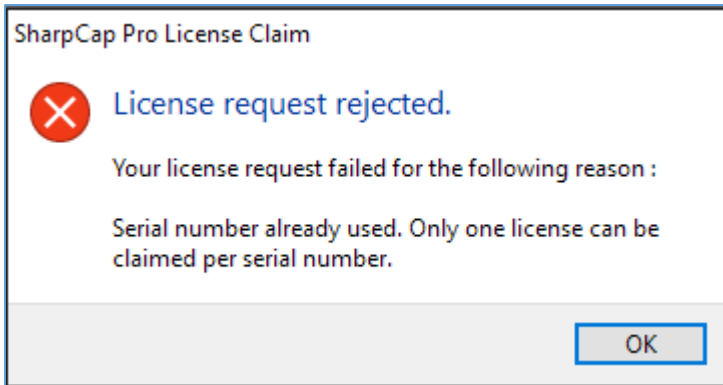 SharpCap Pro License Claim
License request rejected.
Your license request failed for the following reason :
Serial number already used. Only one license can be
claimed per serial number.
OK